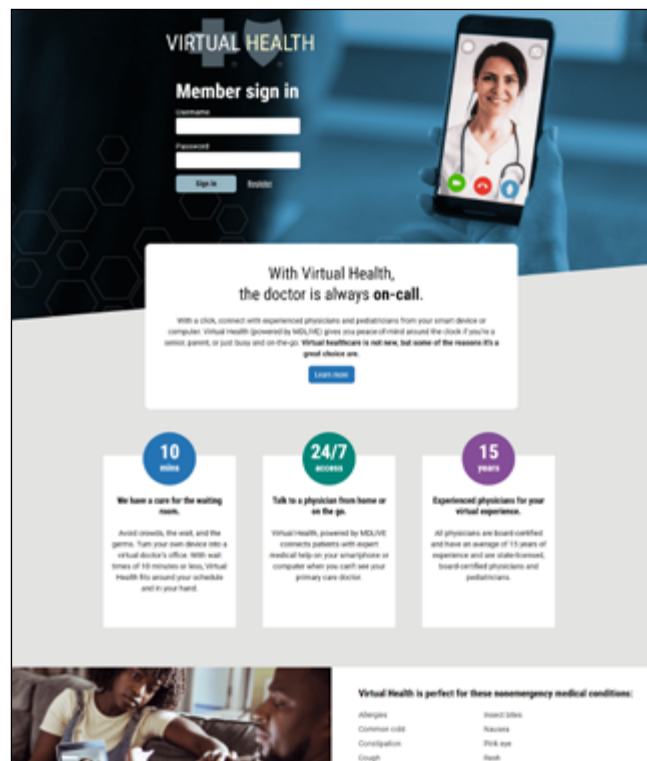 VIRTUAL HEALTH
Member sign in
Username
Password
Sign in Register
With Virtual Health,
the doctor is always on-call.
With a click, connect with experienced physicians and pediatricians from your smart device or
computer. Virtual Health (powered by MDLIVE) gives you peace of mind around the clock if you're a
senior, parent, or just busy and on-the-go. Virtual healthcare is not new, but some of the reasons it's a
great choice are.
Learn more
10
mins
We have a cure for the waiting
room.
Avoid crowds, the wait, and the
germs. Turn your own device into a
virtual doctor's office. With wait
times of 10 minutes or less, Virtual
Health fits around your schedule
and in your hand.
24/7
access
Talk to a physician from home or
on the go.
Virtual Health, powered by MDLIVE
connects patients with expert
medical help on your smartphone or
computer when you can't see your
primary care doctor.
15
years
Experienced physicians for your
virtual experience.
All physicians are board-certified
and have an average of 15 years of
experience and are state-licensed,
board-certified physicians and
pediatricians.
Virtual Health is perfect for these nonemergency medical conditions:
Allergies
Common cold
Constipation
Cough
Insect bites
Nausea
Pink eye
Rash